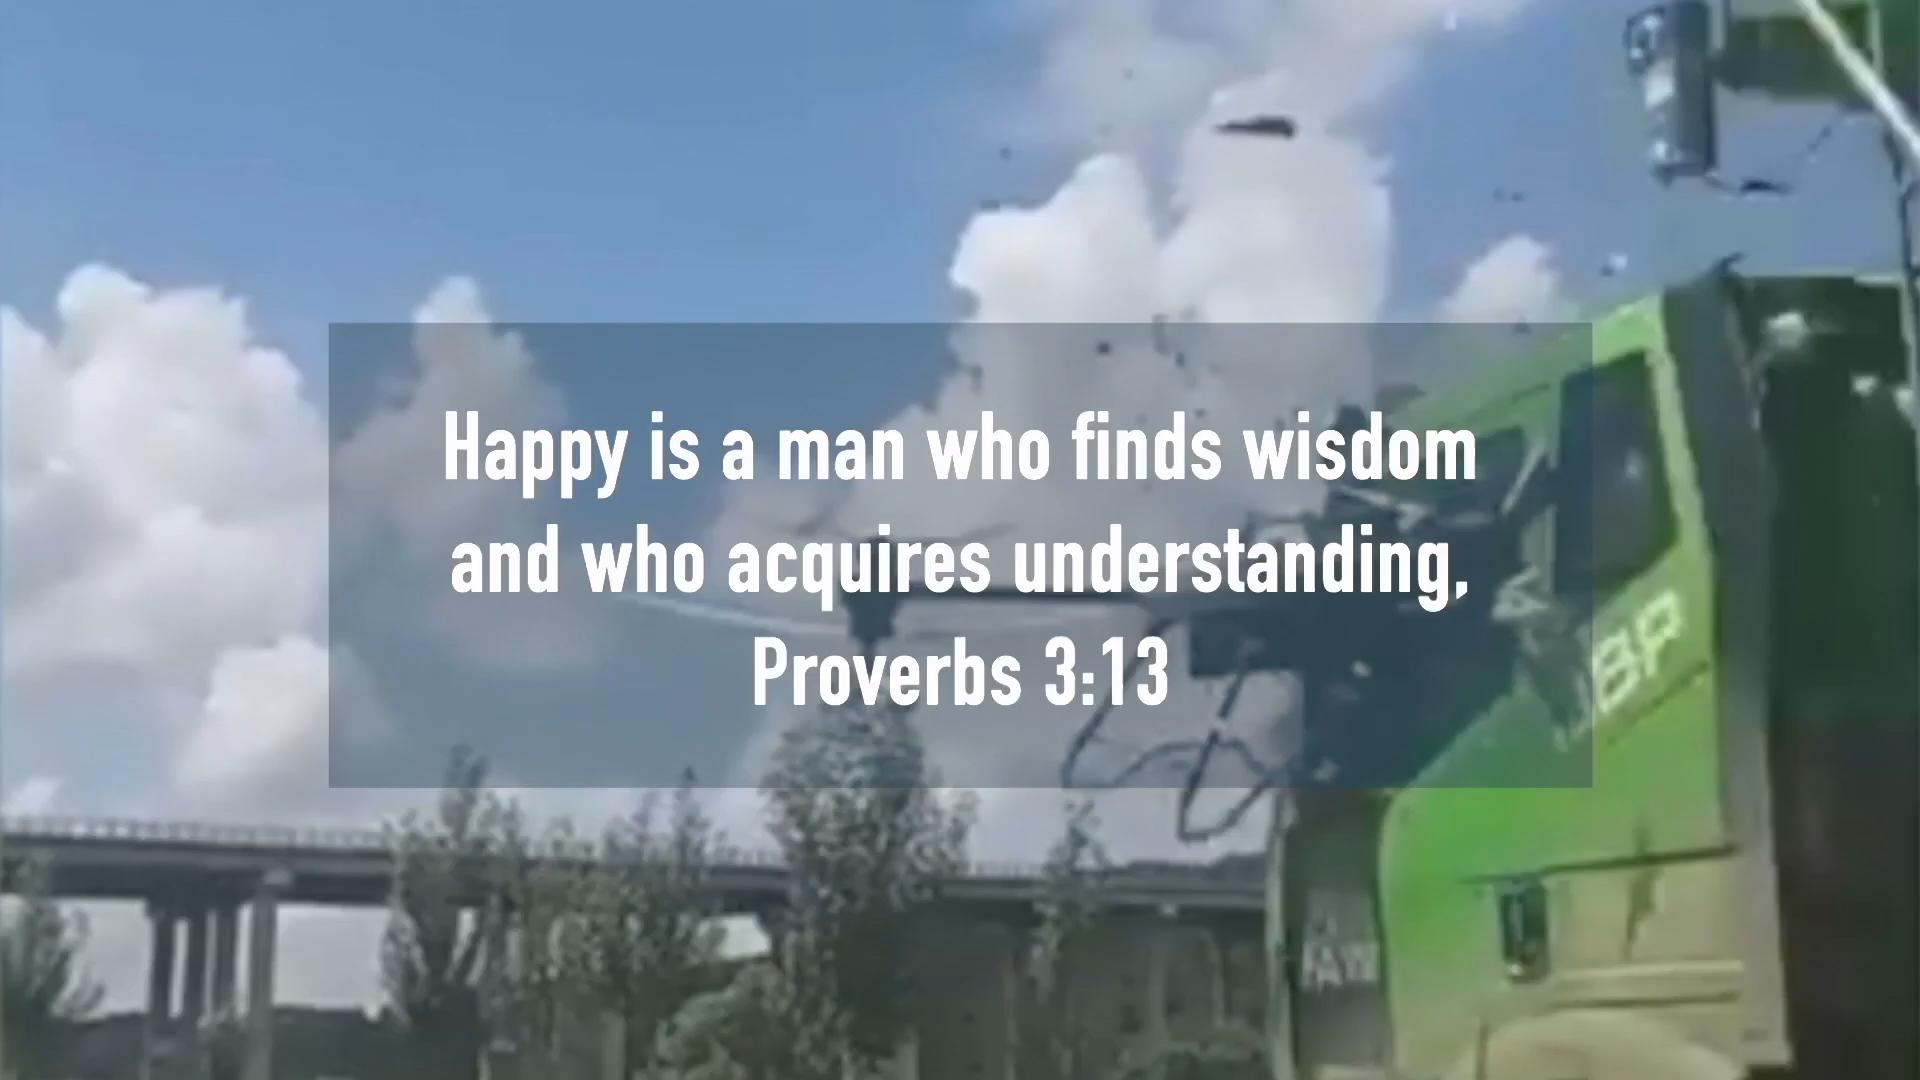 Happy is a man who finds wisdom
and who acquires understanding,
Proverbs 3:13